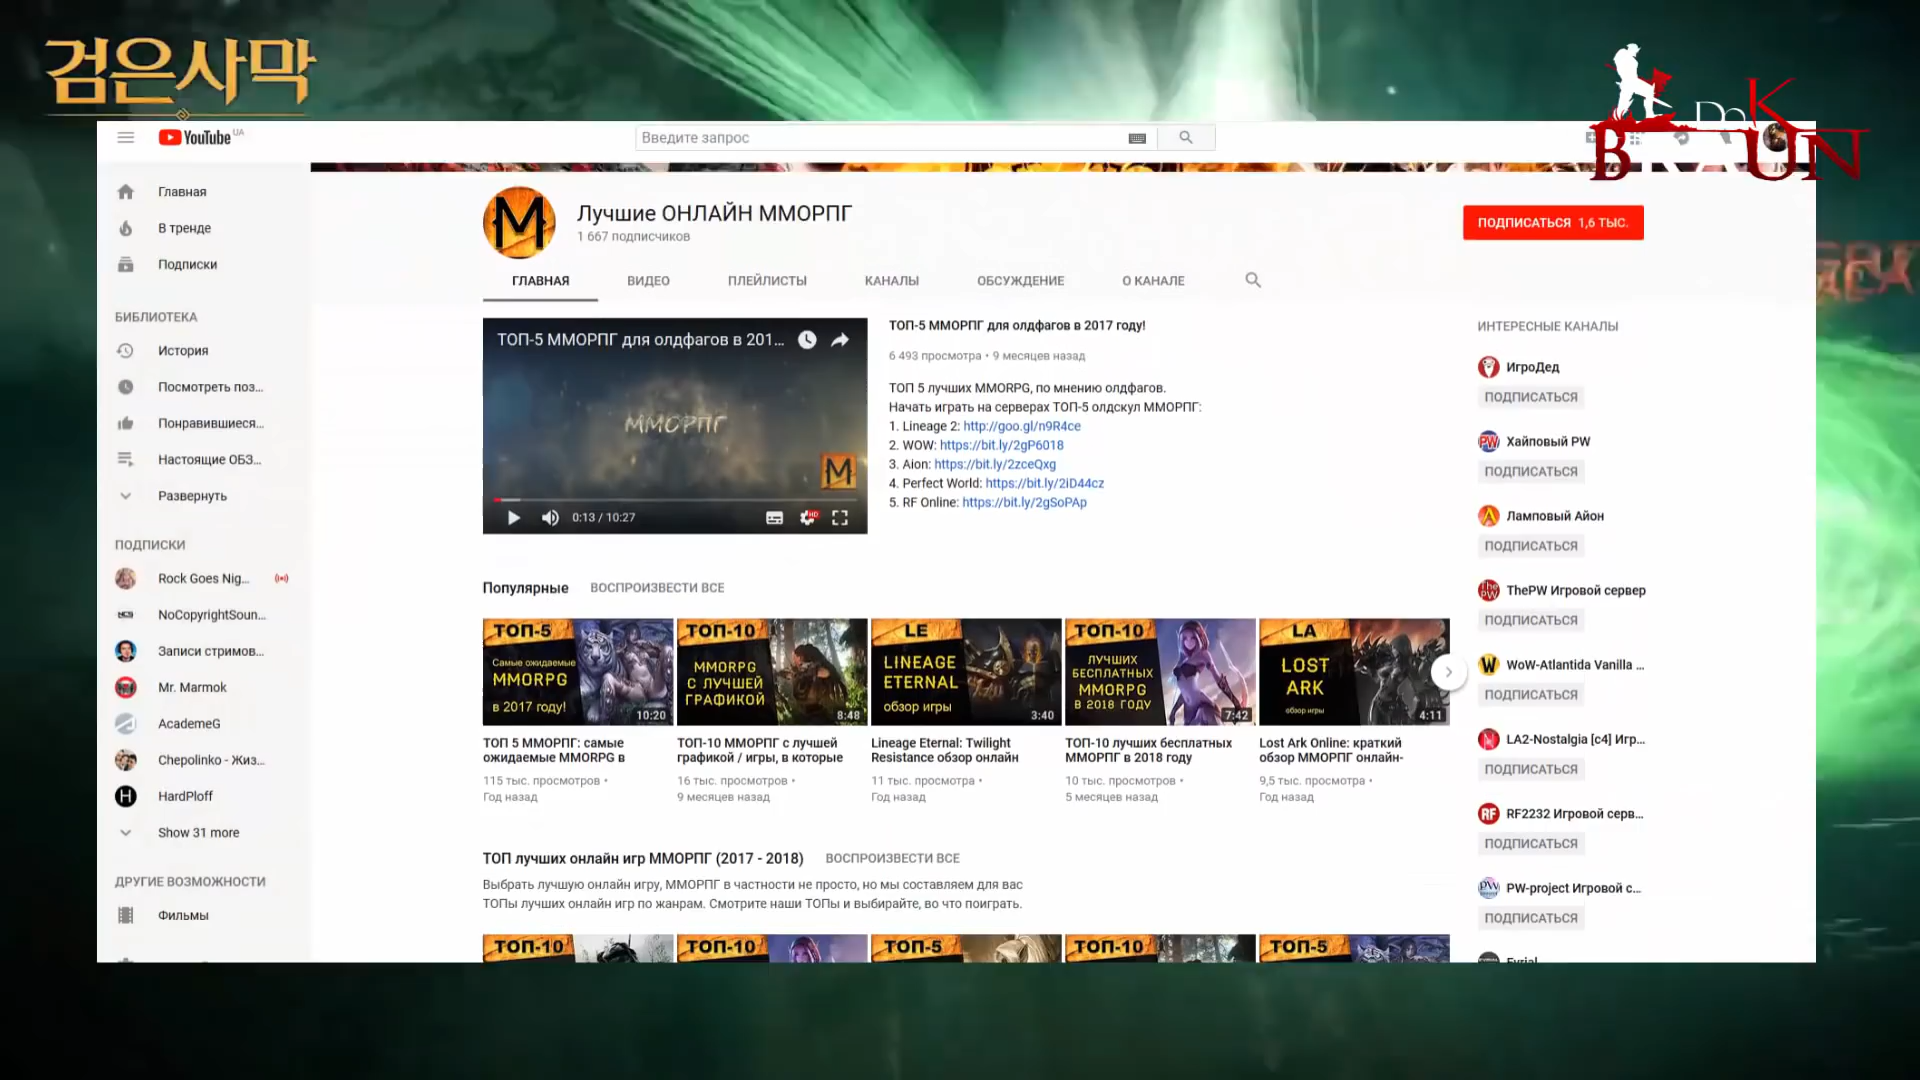 검은사막
Dok
BRAUN
YouTube UA
Введите запрос
Главная
В тренде
Подписки
БИБЛИОТЕКА
История
Посмотреть поз...
Понравившиеся...
Настоящие ОБЗ...
Развернуть
ПОДПИСКИ
Rock Goes Nig...
NoCopyrightSoun...
Записи стримов...
Mr. Marmok
AcademeG
Chepolinko - Жиз...
HardPloff
Show 31 more
ДРУГИЕ ВОЗМОЖНОСТИ
Фильмы
Лучшие ОНЛАЙН ММОРПГ
1 667 подписчиков
ПОДПИСАТЬСЯ 1,6 ТЫС.
ГЛАВНАЯ ВИДЕО ПЛЕЙЛИСТЫ КАНАЛЫ ОБСУЖДЕНИЕ О КАНАЛЕ
ТОП-5 ММОРПГ для олдфагов в 201...
ММОРПГ
M
0:13 / 10:27
HD
ТОП-5 ММОРПГ для олдфагов в 2017 году!
6 493 просмотра • 9 месяцев назад
ТОП 5 лучших MMORPG, по мнению олдфагов.
Начать играть на серверах ТОП-5 олдскул ММОРПГ:
1. Lineage 2: http://goo.gl/n9R4ce
2. WOW: https://bit.ly/2gP6018
3. Aion: https://bit.ly/2zceQxg
4. Perfect World: https://bit.ly/2iD44cz
5. RF Online: https://bit.ly/2gSoPAp
Популярные ВОСПРОИЗВЕСТИ ВСЕ
ТОП-5
Самые ожидаемые
MMORPG
в 2017 году!
10:20
ТОП 5 ММОРПГ: самые
ожидаемые MMORPG в
115 тыс. просмотров •
Год назад
ТОП-10
MMORPG
С ЛУЧШЕЙ
ГРАФИКОЙ
8:48
ТОП-10 ММОРПГ с лучшей
графикой / игры, в которые
16 тыс. просмотров •
9 месяцев назад
LE
LINEAGE
ETERNAL
обзор игры
3:40
Lineage Eternal: Twilight
Resistance обзор онлайн
11 тыс. просмотров •
Год назад
ТОП-10
ЛУЧШИХ
БЕСПЛАТНЫХ
MMORPG
В 2018 ГОДУ
7:42
ТОП-10 лучших бесплатных
ММОРПГ в 2018 году
10 тыс. просмотров •
5 месяцев назад
LA
LOST
ARK
обзор игры
4:11
Lost Ark Online: краткий
обзор ММОРПГ онлайн-
9,5 тыс. просмотра •
Год назад
ТОП лучших онлайн игр ММОРПГ (2017 - 2018) ВОСПРОИЗВЕСТИ ВСЕ
Выбрать лучшую онлайн игру, ММОРПГ в частности не просто, но мы составляем для вас
ТОПы лучших онлайн игр по жанрам. Смотрите наши ТОПы и выбирайте, во что поиграть.
ТОП-10
ТОП-10
ТОП-5
ТОП-10
ТОП-5
ИНТЕРЕСНЫЕ КАНАЛЫ
ИгроДед
ПОДПИСАТЬСЯ
Хайповый PW
ПОДПИСАТЬСЯ
Ламповый Айон
ПОДПИСАТЬСЯ
ThePW Игровой сервер
ПОДПИСАТЬСЯ
WoW-Atlantida Vanilla ...
ПОДПИСАТЬСЯ
LA2-Nostalgia [c4] Игр...
ПОДПИСАТЬСЯ
RF2232 Игровой серв...
ПОДПИСАТЬСЯ
PW-project Игровой с...
ПОДПИСАТЬСЯ